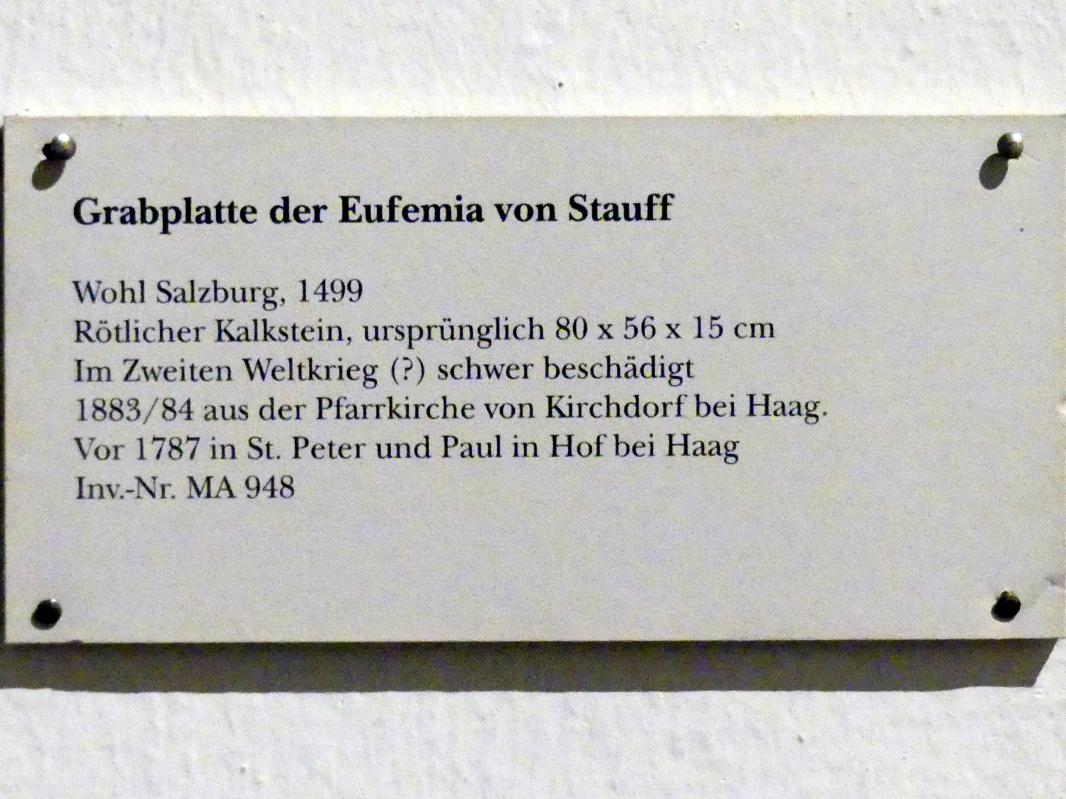 Grabplatte der Eufemia von Stauff
Wohl Salzburg, 1499
Rötlicher Kalkstein, ursprünglich 80 x 56 x 15 cm
Im Zweiten Weltkrieg (?) schwer beschädigt
1883/84 aus der Pfarrkirche von Kirchdorf bei Haag.
Vor 1787 in St. Peter und Paul in Hof bei Haag
Inv.-Nr. MA 948